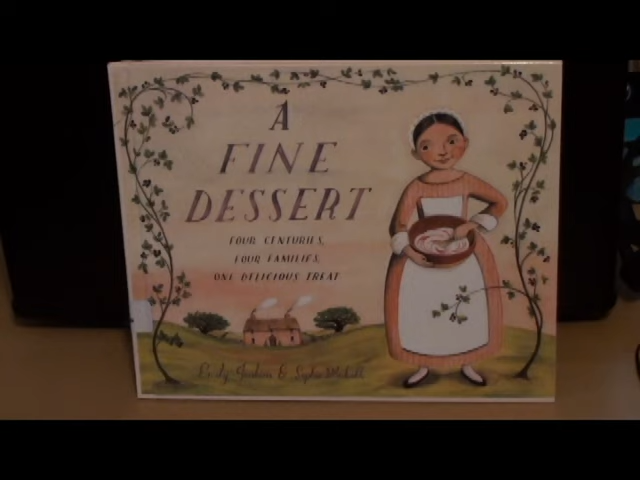 A
FINE
DESSERT
FOUR CENTURIES,
FOUR FAMILIES,
ONE DELICIOUS TREAT
&